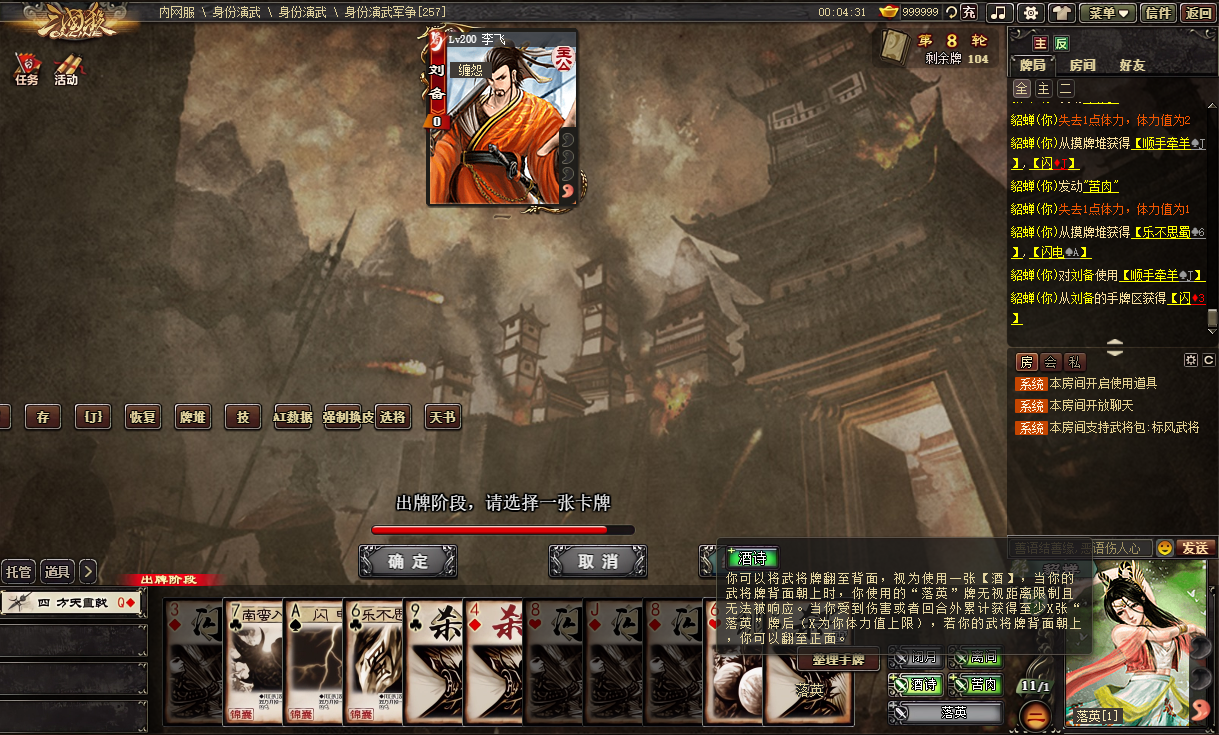 三国杀
ONLINE
内网服 \ 身份演武 \ 身份演武 \ 身份演武军争[257]
00:04:31
999999
充
菜单
信件
返回
任务
活动
Lv200 李飞
主公
缠怨
刘备
0
第 8 轮
剩余牌 104
主 反
牌局 房间 好友
全 主 二
貂蝉(你)失去1点体力，体力值为2
貂蝉(你)从摸牌堆获得【顺手牵羊♠J
】,【闪♦J】
貂蝉(你)发动"苦肉"
貂蝉(你)失去1点体力，体力值为1
貂蝉(你)从摸牌堆获得【乐不思蜀♣6
】,【闪电♠A】
貂蝉(你)对刘备使用【顺手牵羊♠J】
貂蝉(你)从刘备的手牌区获得【闪♦3
】
房 会 私
系统 本房间开启使用道具
系统 本房间开放聊天
系统 本房间支持武将包:标风武将
存 {J} 恢复 牌堆 技 AI数据 强制换皮 选将 天书
出牌阶段，请选择一张卡牌
确定
取消
语伤人心
发送
托管 道具
出牌阶段
四 方天画戟 Q♦
酒诗
你可以将武将牌翻至背面，视为使用一张【酒】，当你的
武将牌背面朝上时，你使用的“落英”牌无视距离限制且
无法被响应。当你受到伤害或者回合外累计获得至少X张“
落英”牌后（X为你体力值上限），若你的武将牌背面朝上
，你可以翻至正面。
3♦ 闪
7♣ 南蛮入 锦囊
A♠ 闪电 锦囊
6♣ 乐不思 锦囊
9♣ 杀
4♦ 杀
8♥ 闪
J♦ 闪
8♦ 闪
6
落英
整理手牌
闭月 离间
酒诗 苦肉
落英
11/1
二
落英[1]